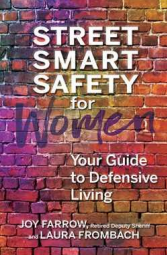 STREET
SMART
SAFETY
for
Women
Your Guide
to Defensive
Living
JOY FARROW, Retired Deputy Sheriff
and LAURA FROMBACH